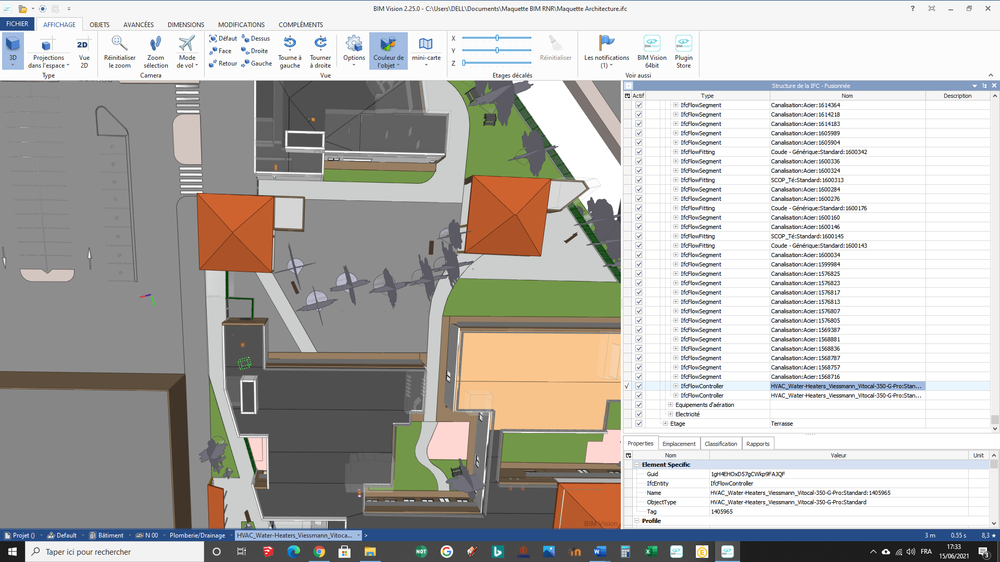 BIM Vision 2.25.0 - C:\Users\DELL\Documents\Maquette BIM RNR\Maquette Architecture.ifc
FICHIER AFFICHAGE OBJETS AVANCÉES DIMENSIONS MODIFICATIONS COMPLÉMENTS
3D
Projections dans l'espace
2D
Vue 2D
Type
Réinitialiser le zoom
Zoom sélection
Mode de vol
Camera
Défaut
Dessus
Face
Droite
Retour
Gauche
Tourne à gauche
Tourner à droite
Options
Couleur de l'objet
mini-carte
Vue
X
Y
Z
Réinitialiser
Etages décalés
Les notifications (1)
BIM Vision 64bit
Plugin Store
Voir aussi
Structure de la IFC - Fusionnée
Actif Type Nom Description
IfcFlowSegment Canalisation:Acier:1614364
IfcFlowSegment Canalisation:Acier:1614218
IfcFlowSegment Canalisation:Acier:1614183
IfcFlowSegment Canalisation:Acier:1605989
IfcFlowSegment Canalisation:Acier:1605904
IfcFlowFitting Coude - Générique:Standard:1600342
IfcFlowSegment Canalisation:Acier:1600336
IfcFlowSegment Canalisation:Acier:1600324
IfcFlowFitting SCOP_Té:Standard:1600313
IfcFlowSegment Canalisation:Acier:1600284
IfcFlowSegment Canalisation:Acier:1600276
IfcFlowFitting Coude - Générique:Standard:1600176
IfcFlowSegment Canalisation:Acier:1600160
IfcFlowSegment Canalisation:Acier:1600146
IfcFlowFitting SCOP_Té:Standard:1600145
IfcFlowFitting Coude - Générique:Standard:1600143
IfcFlowSegment Canalisation:Acier:1600034
IfcFlowSegment Canalisation:Acier:1599984
IfcFlowSegment Canalisation:Acier:1576825
IfcFlowSegment Canalisation:Acier:1576823
IfcFlowSegment Canalisation:Acier:1576817
IfcFlowSegment Canalisation:Acier:1576813
IfcFlowSegment Canalisation:Acier:1576807
IfcFlowSegment Canalisation:Acier:1576805
IfcFlowSegment Canalisation:Acier:1569387
IfcFlowSegment Canalisation:Acier:1568881
IfcFlowSegment Canalisation:Acier:1568836
IfcFlowSegment Canalisation:Acier:1568787
IfcFlowSegment Canalisation:Acier:1568757
IfcFlowSegment Canalisation:Acier:1568716
IfcFlowController HVAC_Water-Heaters_Viessmann_Vitocal-350-G-Pro:Stan...
IfcFlowController HVAC_Water-Heaters_Viessmann_Vitocal-350-G-Pro:Stan...
Equipements d'aération
Electricité
Etage Terrasse
Properties Emplacement Classification Rapports
Nom Valeur Unit
Element Specific
Guid 1gH4EHOxD57gCWkp9FAJQF
IfcEntity IfcFlowController
Name HVAC_Water-Heaters_Viessmann_Vitocal-350-G-Pro:Standard:1405965
ObjectType HVAC_Water-Heaters_Viessmann_Vitocal-350-G-Pro:Standard
Tag 1405965
Profile
BIM Vision
Projet () Default Bâtiment N 00 Plomberie/Drainage HVAC_Water-Heaters_Viessmann_Vitoca... >
3 m 0.55 s 8,3 ★
Taper ici pour rechercher
NOT
FRA
17:33
15/06/2021
3